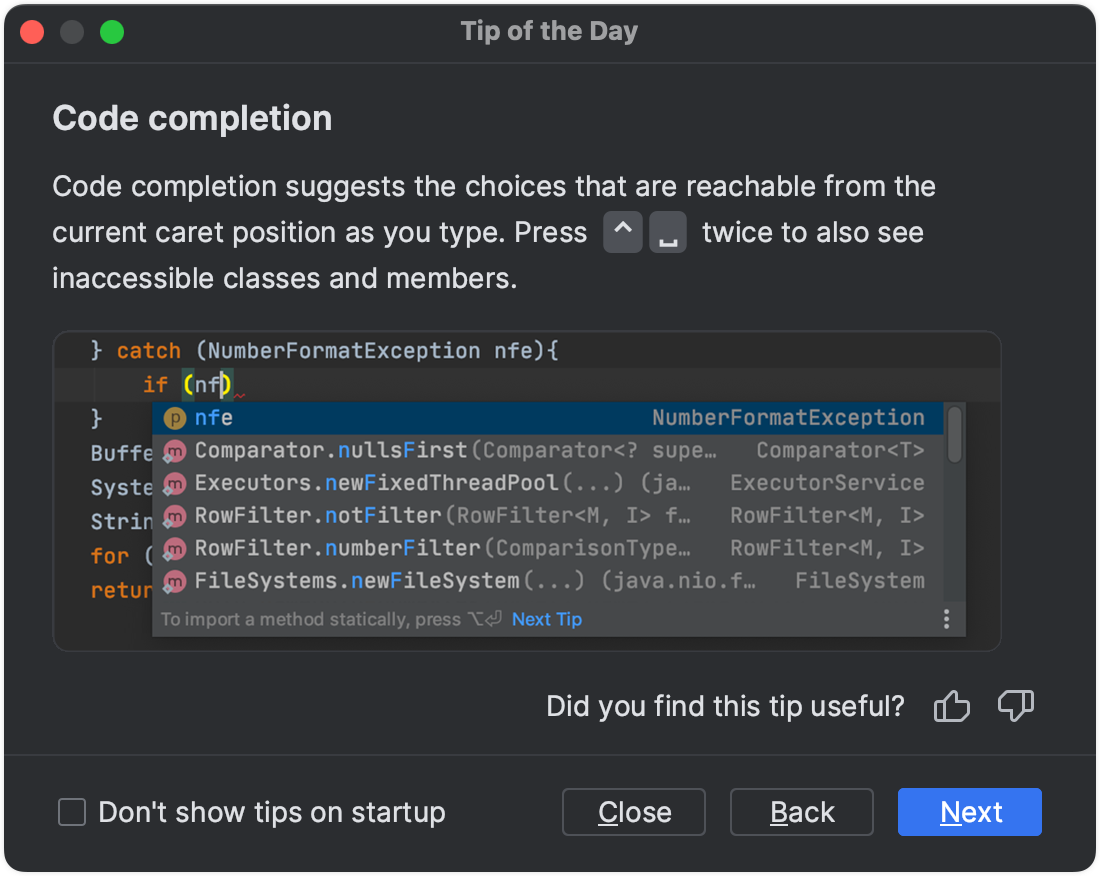 Tip of the Day
Code completion
Code completion suggests the choices that are reachable from the
current caret position as you type. Press ^ ␣ twice to also see
inaccessible classes and members.
} catch (NumberFormatException nfe){
if (nf)
}
p nfe NumberFormatException
Buffe m Comparator.nullsFirst(Comparator<? supe… Comparator<T>
Syste m Executors.newFixedThreadPool(...) (ja… ExecutorService
Strin m RowFilter.notFilter(RowFilter<M, I> f… RowFilter<M, I>
for ( m RowFilter.numberFilter(ComparisonType… RowFilter<M, I>
retur m FileSystems.newFileSystem(...) (java.nio.f… FileSystem
To import a method statically, press ⌥⏎ Next Tip
Did you find this tip useful?
Don't show tips on startup Close Back Next